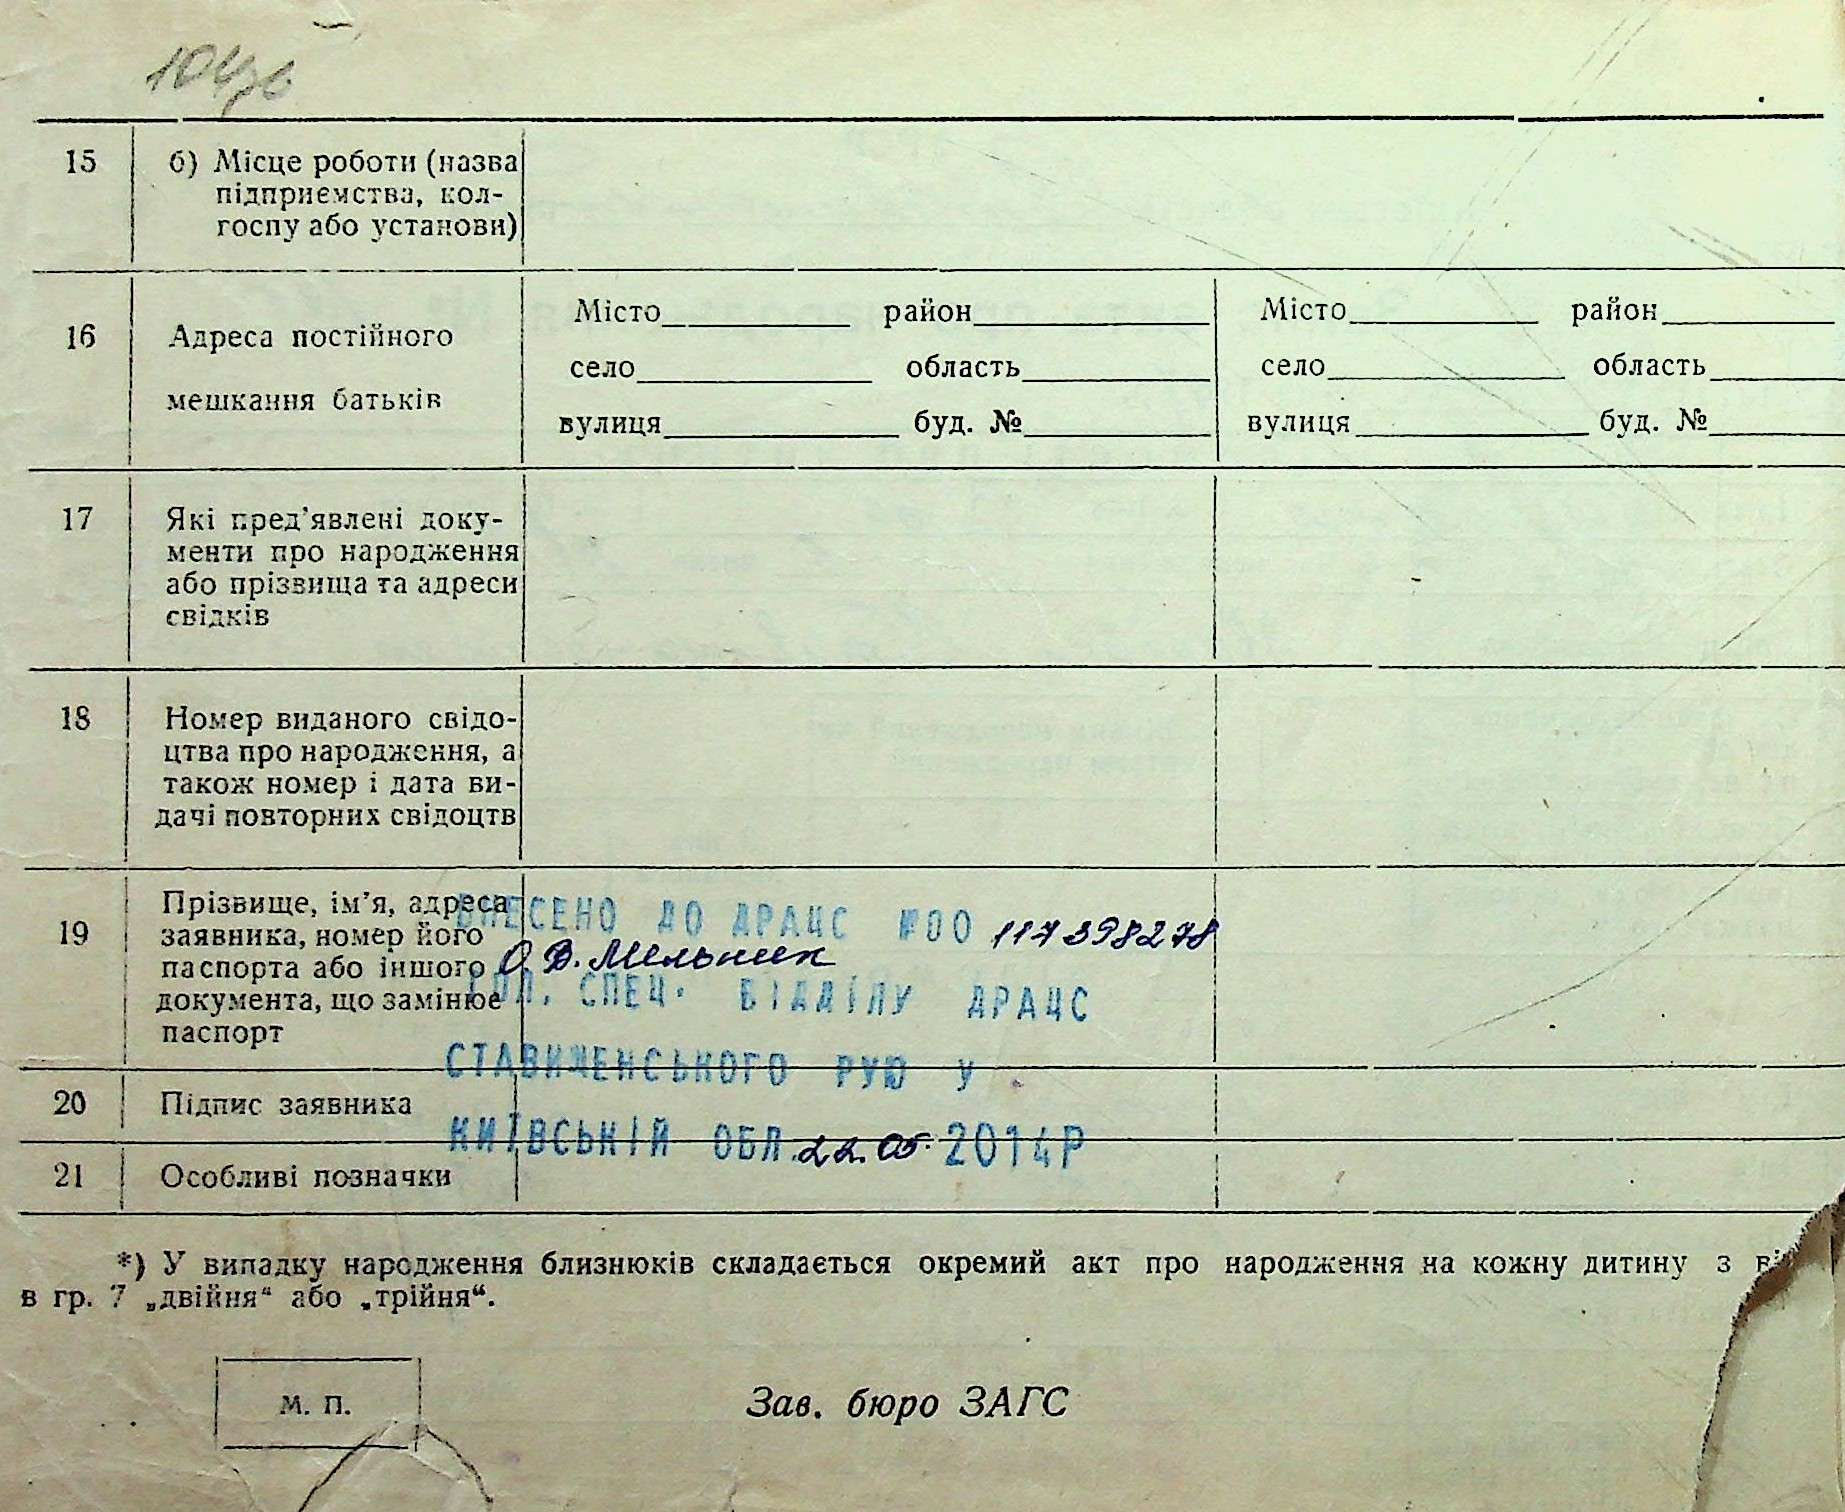 104зв
15 б) Місце роботи (назва
підприємства, кол-
госпу або установи)
16 Адреса постійного
мешкання батьків
Місто район
село область
вулиця буд. №
Місто район
село область
вулиця буд. №
17 Які пред'явлені доку-
менти про народження
або прізвища та адреси
свідків
18 Номер виданого свідо-
цтва про народження, а
також номер і дата ви-
дачі повторних свідоцтв
19 Прізвище, ім'я, адреса
заявника, номер його
паспорта або іншого
документа, що замінює
паспорт
ВНЕСЕНО ДО ДРАЦС №00 117398278
О.В. Мельник
ГОЛ. СПЕЦ. ВІДДІЛУ ДРАЦС
СТАВИЩЕНСЬКОГО РУЮ У
КИЇВСЬКІЙ ОБЛ. 22.05. 2014Р
20 Підпис заявника
21 Особливі позначки
*) У випадку народження близнюків складається окремий акт про народження на кожну дитину з
в гр. 7 „двійня“ або „трійня“.
М. П.
Зав. бюро ЗАГС